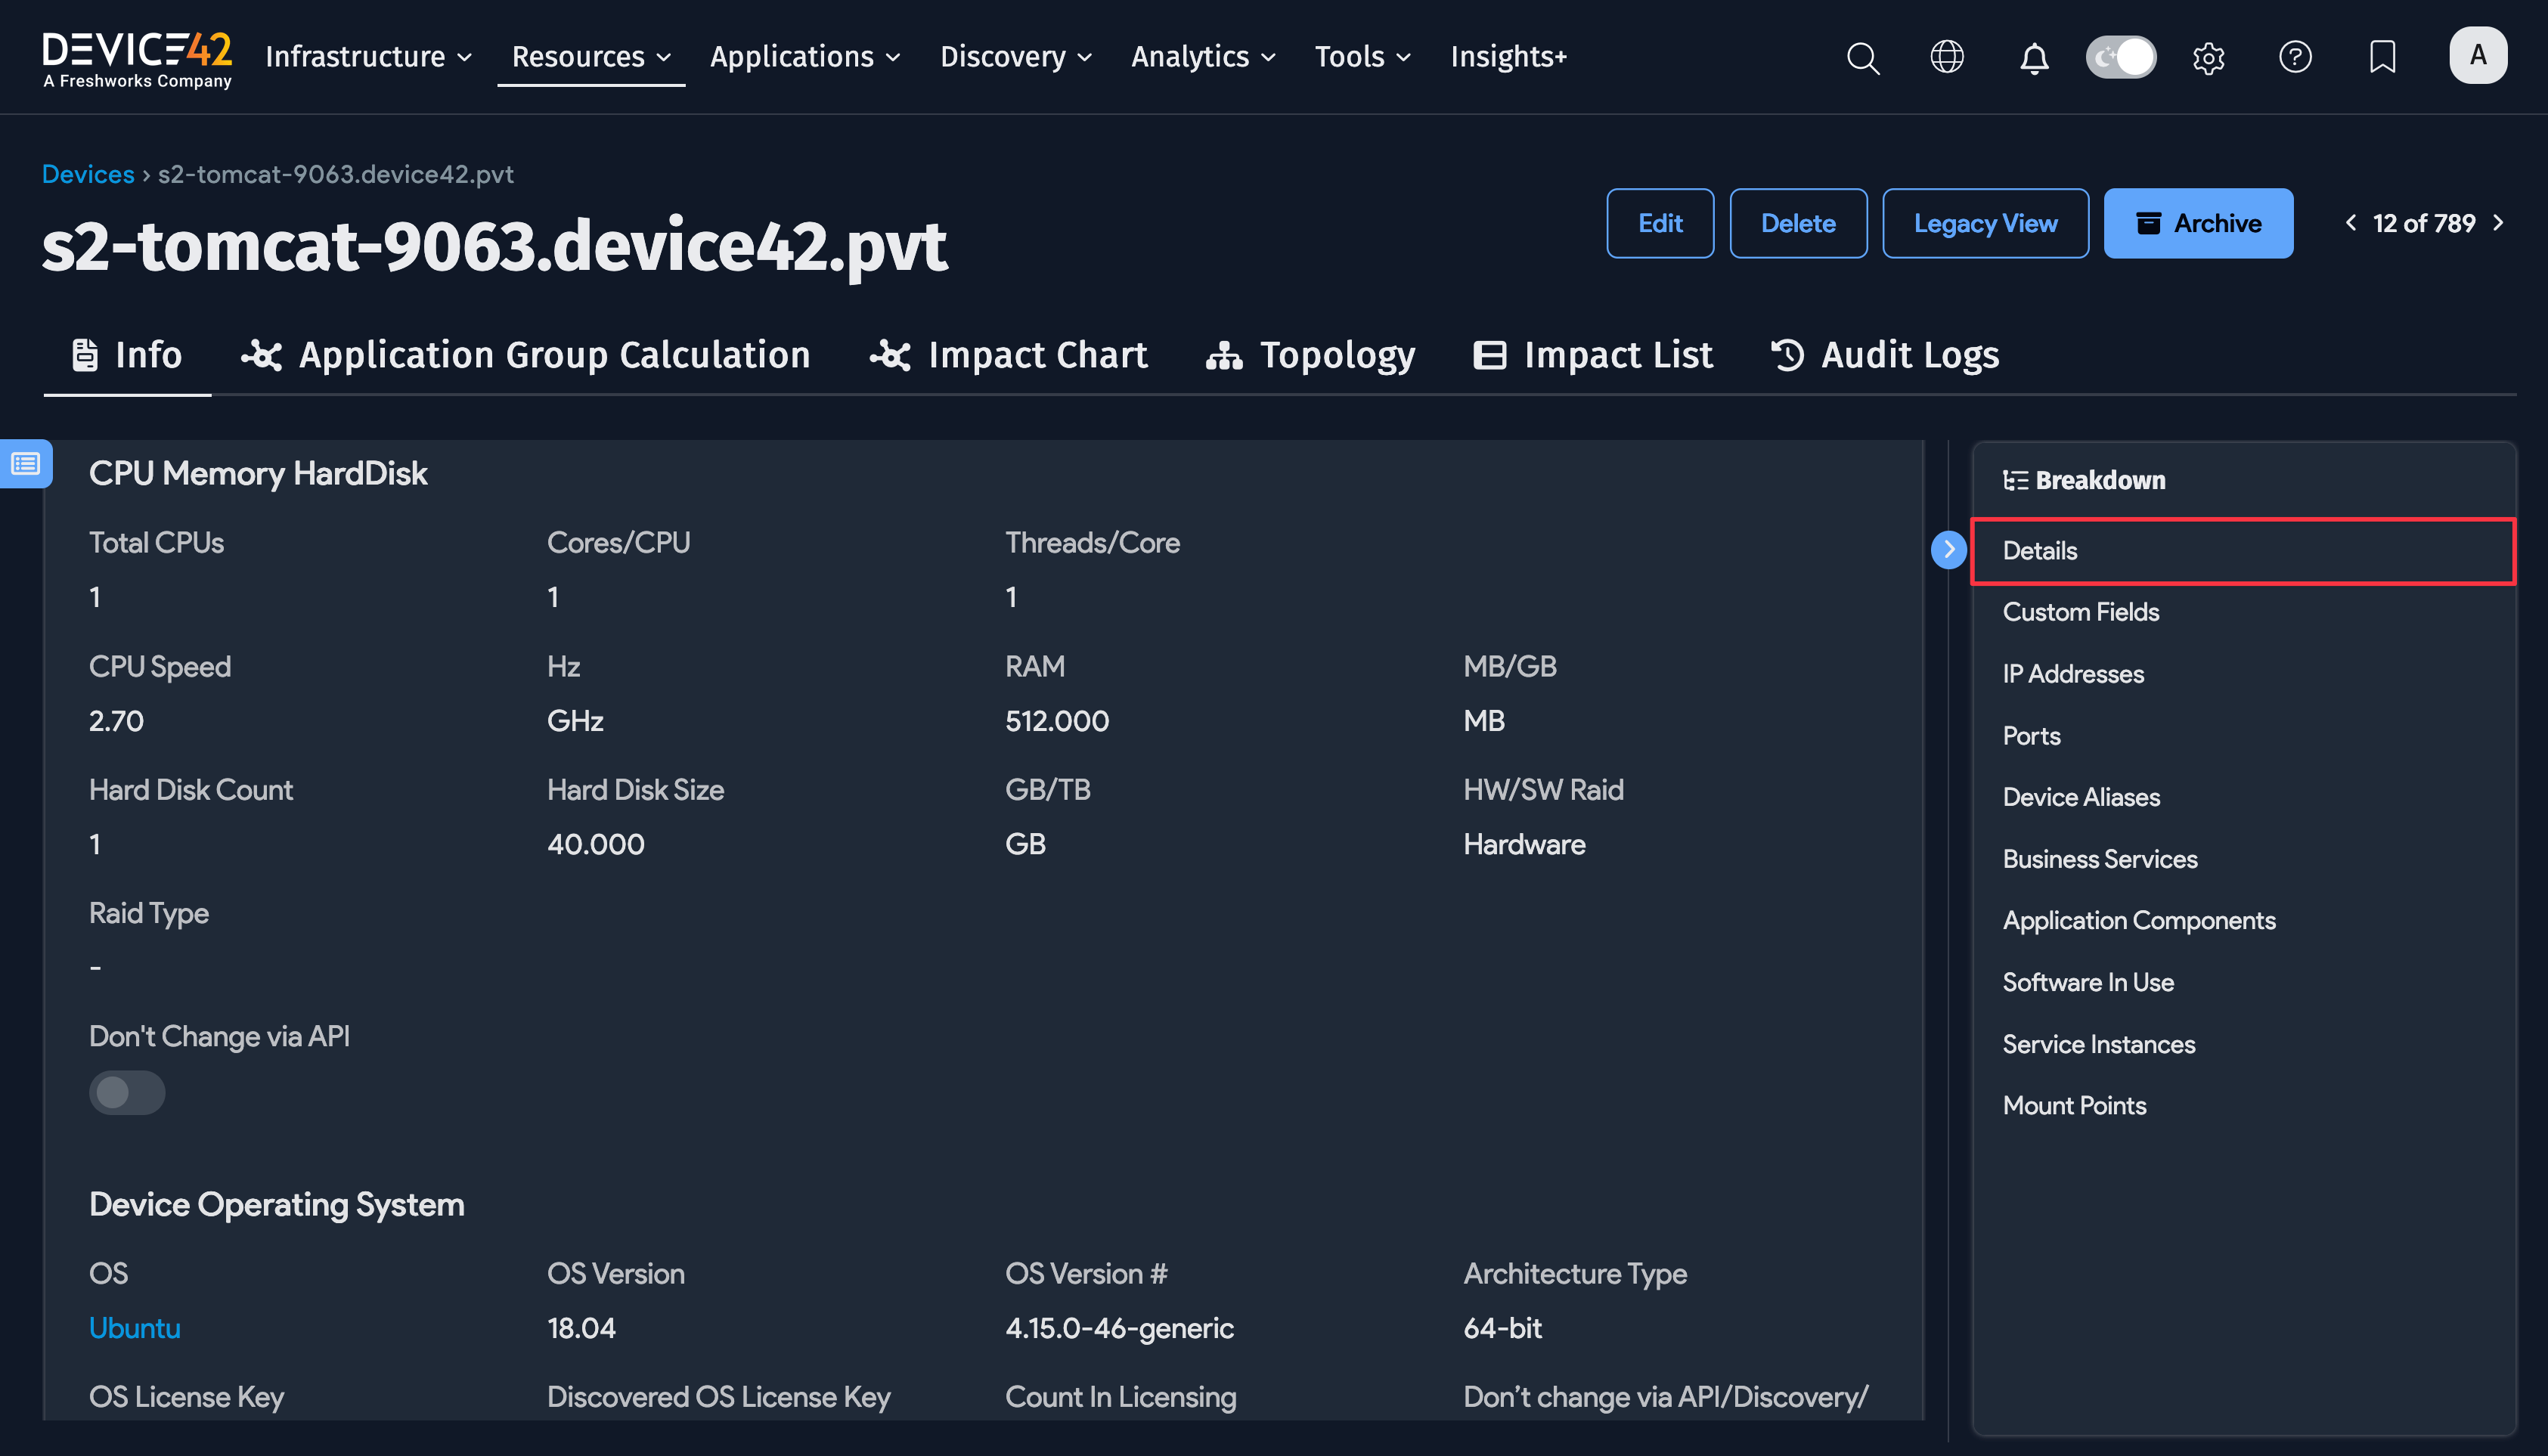 DEVICE42
A Freshworks Company
Infrastructure Resources Applications Discovery Analytics Tools Insights+
A
Devices › s2-tomcat-9063.device42.pvt
s2-tomcat-9063.device42.pvt
Edit Delete Legacy View Archive 12 of 789
Info Application Group Calculation Impact Chart Topology Impact List Audit Logs
CPU Memory HardDisk
Total CPUs Cores/CPU Threads/Core
1 1 1
CPU Speed Hz RAM MB/GB
2.70 GHz 512.000 MB
Hard Disk Count Hard Disk Size GB/TB HW/SW Raid
1 40.000 GB Hardware
Raid Type
-
Don't Change via API
Device Operating System
OS OS Version OS Version # Architecture Type
Ubuntu 18.04 4.15.0-46-generic 64-bit
OS License Key Discovered OS License Key Count In Licensing Don’t change via API/Discovery/
Breakdown
Details
Custom Fields
IP Addresses
Ports
Device Aliases
Business Services
Application Components
Software In Use
Service Instances
Mount Points